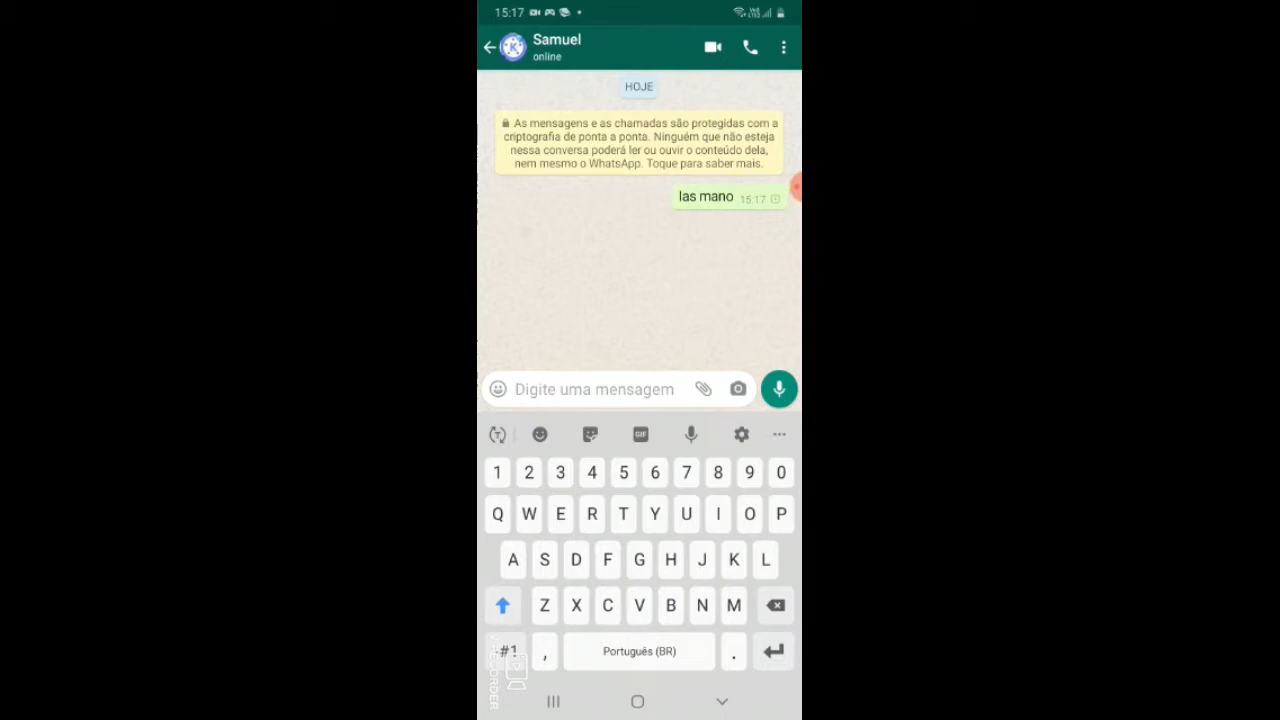 15:17
Samuel
online
HOJE
As mensagens e as chamadas são protegidas com a
criptografia de ponta a ponta. Ninguém que não esteja
nessa conversa poderá ler ou ouvir o conteúdo dela,
nem mesmo o WhatsApp. Toque para saber mais.
Ias mano 15:17
Digite uma mensagem
GIF
1 2 3 4 5 6 7 8 9 0
Q W E R T Y U I O P
A S D F G H J K L
Z X C V B N M
#1 , Português (BR) .